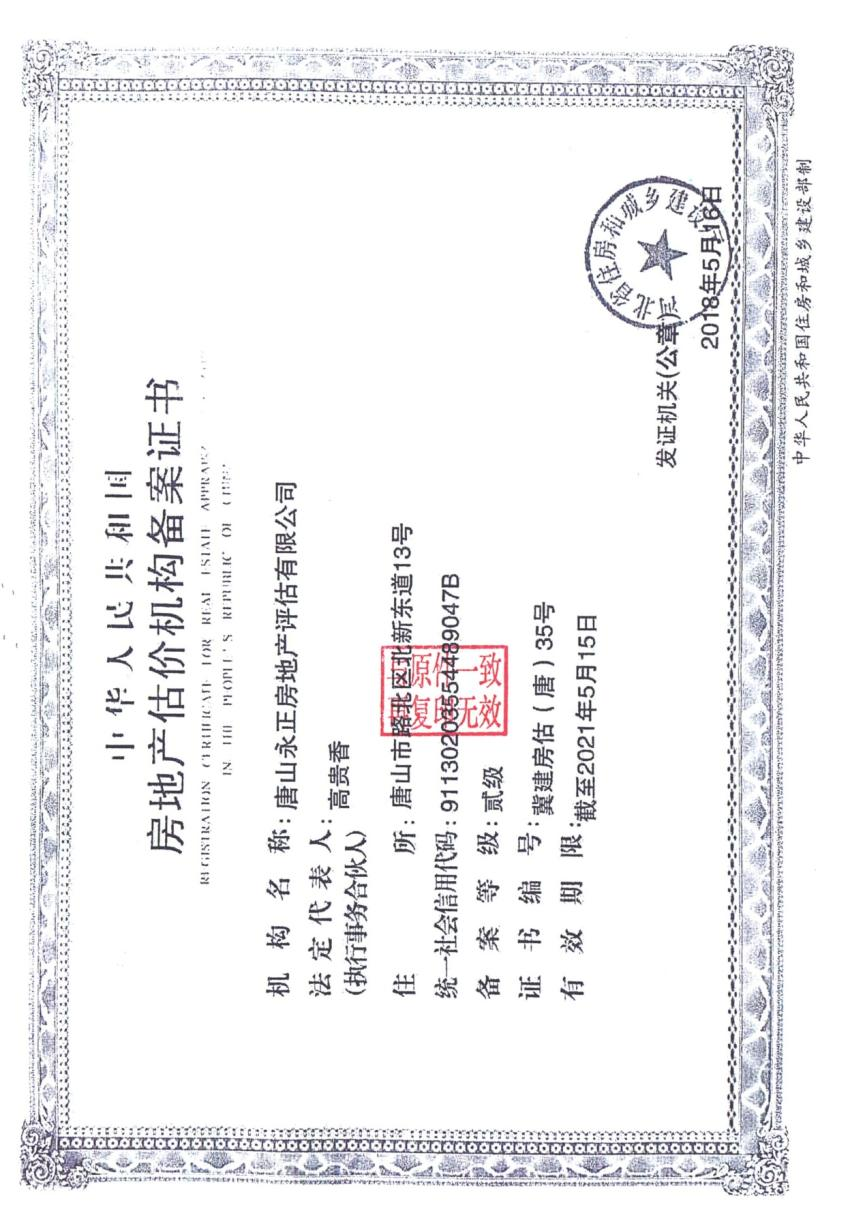 中华人民共和国
房地产估价机构备案证书
REGISTRATION CERTIFICATE FOR REAL ESTATE APPRAISAL
IN THE PEOPLE'S REPUBLIC OF CHINA
机构名称：唐山永正房地产评估有限公司
法定代表人：高贵香
（执行事务合伙人）
住所：唐山市路北区北新东道13号
统一社会信用代码：91130203554489047B
备案等级：贰级
证书编号：冀建房估（唐）35号
有效期限：截至2021年5月15日
与原件一致
再复印无效
发证机关（公章）
河北省住房和城乡建设厅
2018年5月16日
中华人民共和国住房和城乡建设部制